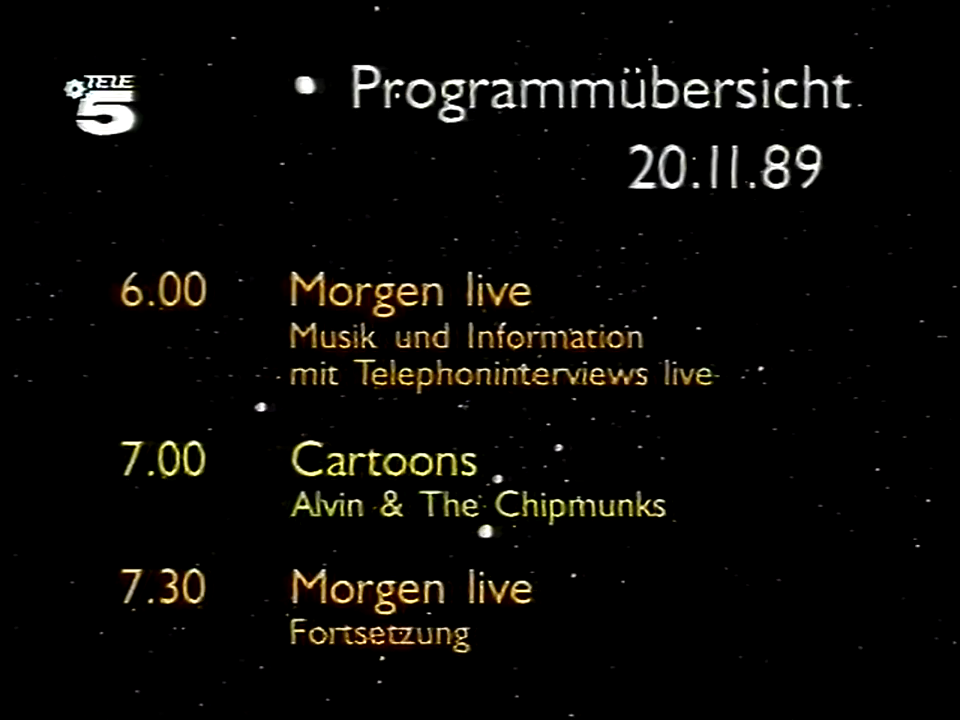 TELE
5
• Programmübersicht
20.11.89
6.00 Morgen live
Musik und Information
mit Telephoninterviews live
7.00 Cartoons
Alvin & The Chipmunks
7.30 Morgen live
Fortsetzung